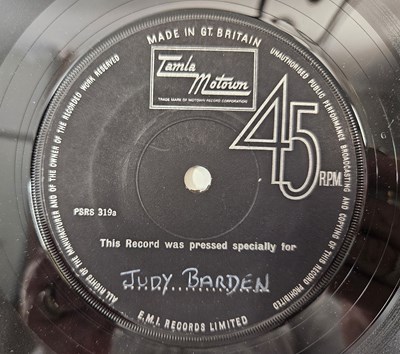 MADE IN GT. BRITAIN
ALL RIGHTS OF THE MANUFACTURER AND OF THE OWNER OF THE RECORDED WORK RESERVED
UNAUTHORISED PUBLIC PERFORMANCE BROADCASTING AND COPYING OF THIS RECORD PROHIBITED
Tamla
Motown
TRADE MARK OF MOTOWN RECORD CORPORATION
45 R.P.M.
PSRS 319a
This Record was pressed specially for
JUDY BARDEN
E.M.I. RECORDS LIMITED